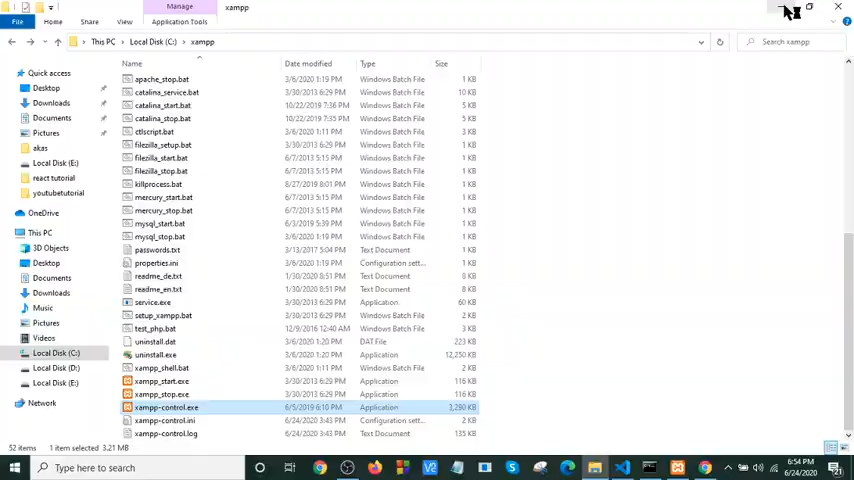 Manage
xampp
File
Home
Share
View
Application Tools
This PC
Local Disk (C:)
xampp
Search xampp
Name
Date modified
Type
Size
Quick access
Desktop
Downloads
Documents
Pictures
akas
Local Disk (E:)
react tutorial
youtubetutorial
OneDrive
This PC
3D Objects
Desktop
Documents
Downloads
Music
Pictures
Videos
Local Disk (C:)
Local Disk (D:)
Local Disk (E:)
Network
apache_stop.bat 3/6/2020 1:19 PM Windows Batch File 1 KB
catalina_service.bat 3/30/2013 6:29 PM Windows Batch File 10 KB
catalina_start.bat 10/22/2019 7:36 PM Windows Batch File 5 KB
catalina_stop.bat 10/22/2019 7:35 PM Windows Batch File 5 KB
ctlscript.bat 3/6/2020 1:11 PM Windows Batch File 3 KB
filezilla_setup.bat 3/30/2013 6:29 PM Windows Batch File 1 KB
filezilla_start.bat 6/7/2013 5:15 PM Windows Batch File 1 KB
filezilla_stop.bat 6/7/2013 5:15 PM Windows Batch File 1 KB
killprocess.bat 8/27/2019 8:01 PM Windows Batch File 1 KB
mercury_start.bat 6/7/2013 5:15 PM Windows Batch File 1 KB
mercury_stop.bat 6/7/2013 5:15 PM Windows Batch File 1 KB
mysql_start.bat 6/3/2019 5:39 PM Windows Batch File 1 KB
mysql_stop.bat 3/6/2020 1:19 PM Windows Batch File 1 KB
passwords.txt 3/13/2017 5:04 PM Text Document 1 KB
properties.ini 3/6/2020 1:19 PM Configuration sett... 1 KB
readme_de.txt 1/30/2020 8:51 PM Text Document 8 KB
readme_en.txt 1/30/2020 8:51 PM Text Document 8 KB
service.exe 3/30/2013 6:29 PM Application 60 KB
setup_xampp.bat 3/30/2013 6:29 PM Windows Batch File 2 KB
test_php.bat 12/9/2016 12:40 AM Windows Batch File 3 KB
uninstall.dat 3/6/2020 1:20 PM DAT File 223 KB
uninstall.exe 3/6/2020 1:20 PM Application 12,250 KB
xampp_shell.bat 3/6/2020 1:19 PM Windows Batch File 2 KB
xampp_start.exe 3/30/2013 6:29 PM Application 116 KB
xampp_stop.exe 3/30/2013 6:29 PM Application 116 KB
xampp-control.exe 6/5/2019 6:10 PM Application 3,290 KB
xampp-control.ini 6/24/2020 3:43 PM Configuration sett... 2 KB
xampp-control.log 6/24/2020 3:43 PM Text Document 135 KB
52 items 1 item selected 3.21 MB
Type here to search
6:54 PM
6/24/2020
21